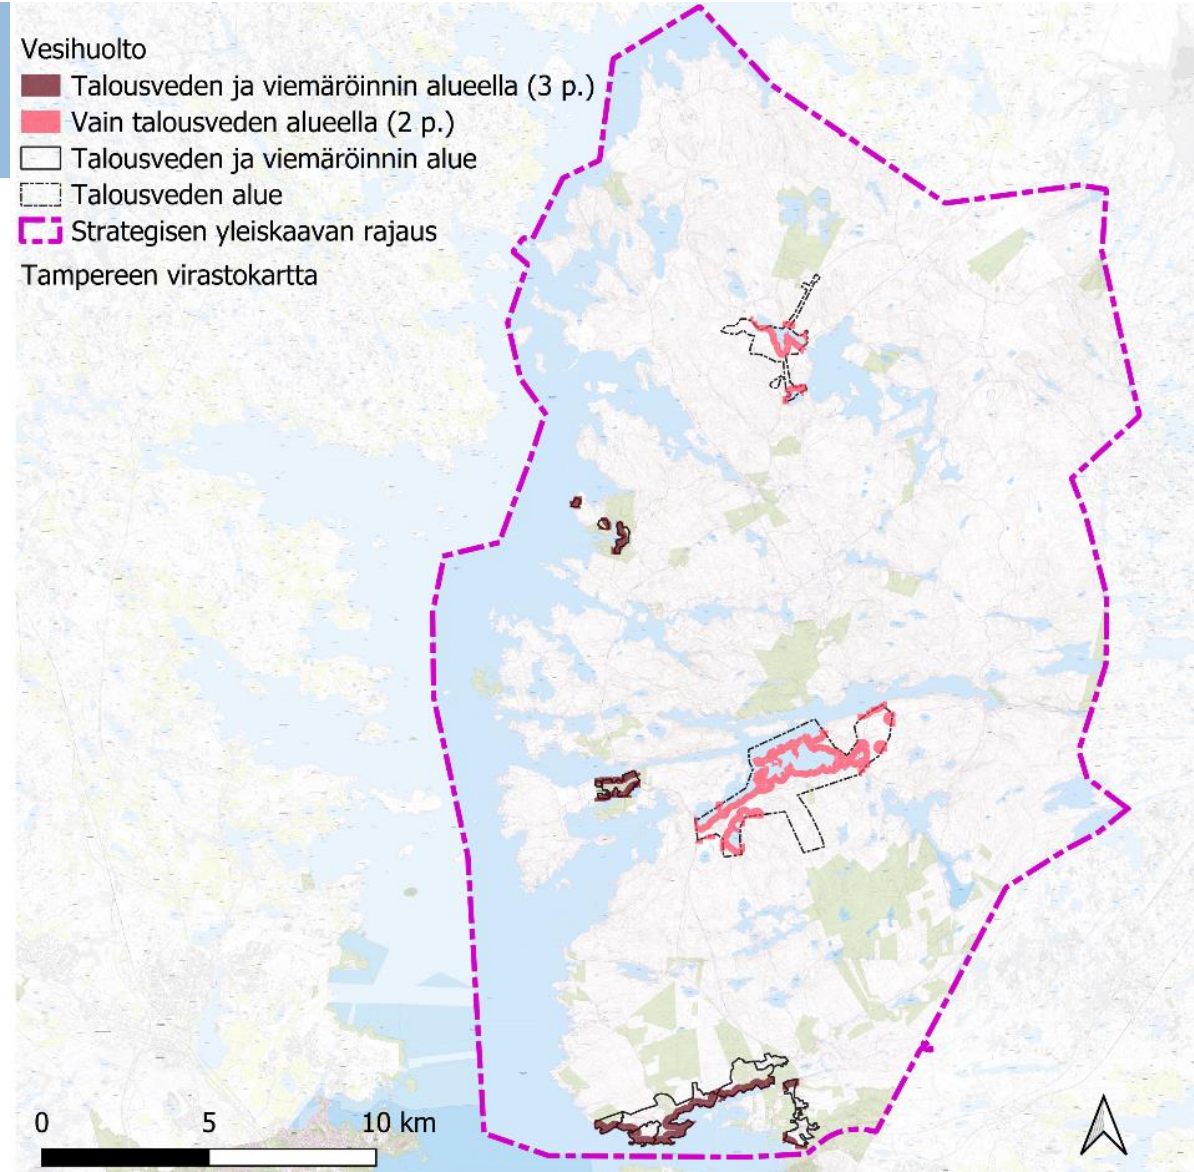 Vesihuolto
Talousveden ja viemäröinnin alueella (3 p.)
Vain talousveden alueella (2 p.)
Talousveden ja viemäröinnin alue
Talousveden alue
Strategisen yleiskaavan rajaus
Tampereen virastokartta
0 5 10 km